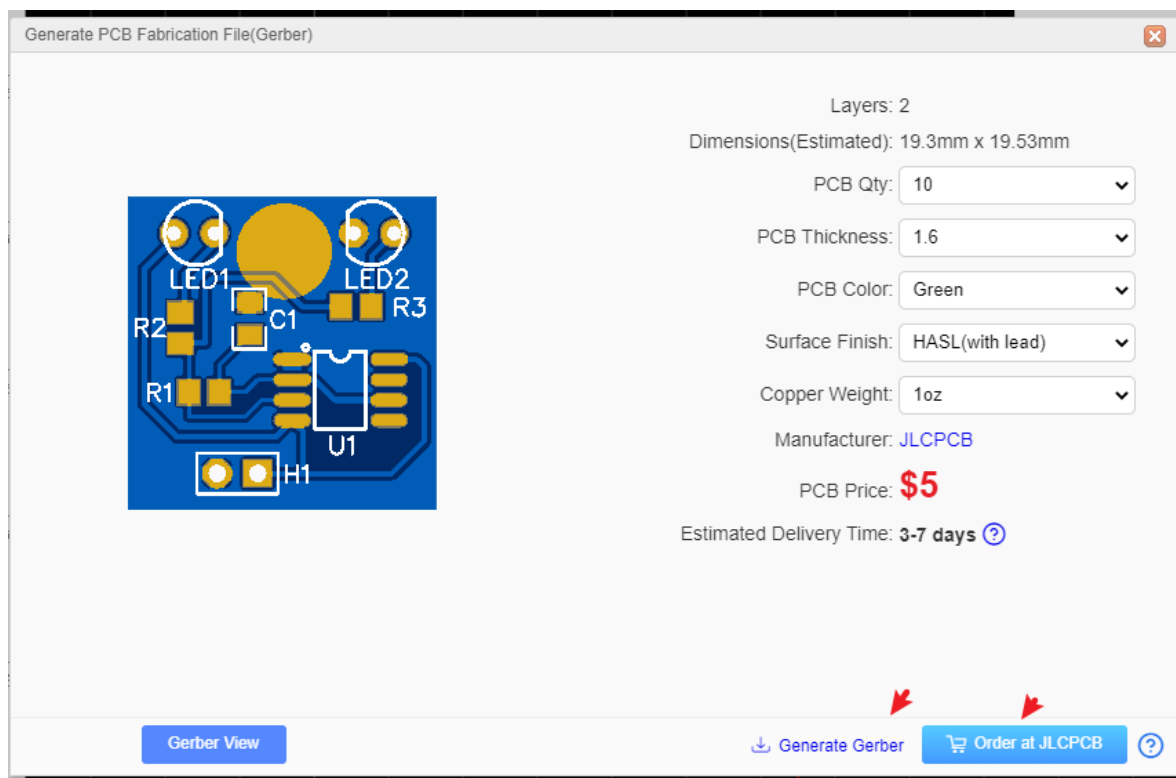 Generate PCB Fabrication File(Gerber)
Layers: 2
Dimensions(Estimated): 19.3mm x 19.53mm
PCB Qty: 10
PCB Thickness: 1.6
PCB Color: Green
Surface Finish: HASL(with lead)
Copper Weight: 1oz
Manufacturer: JLCPCB
PCB Price: $5
Estimated Delivery Time: 3-7 days ?
LED1 LED2
R2 C1 R3
R1
U1
H1
Gerber View
Generate Gerber
Order at JLCPCB ?